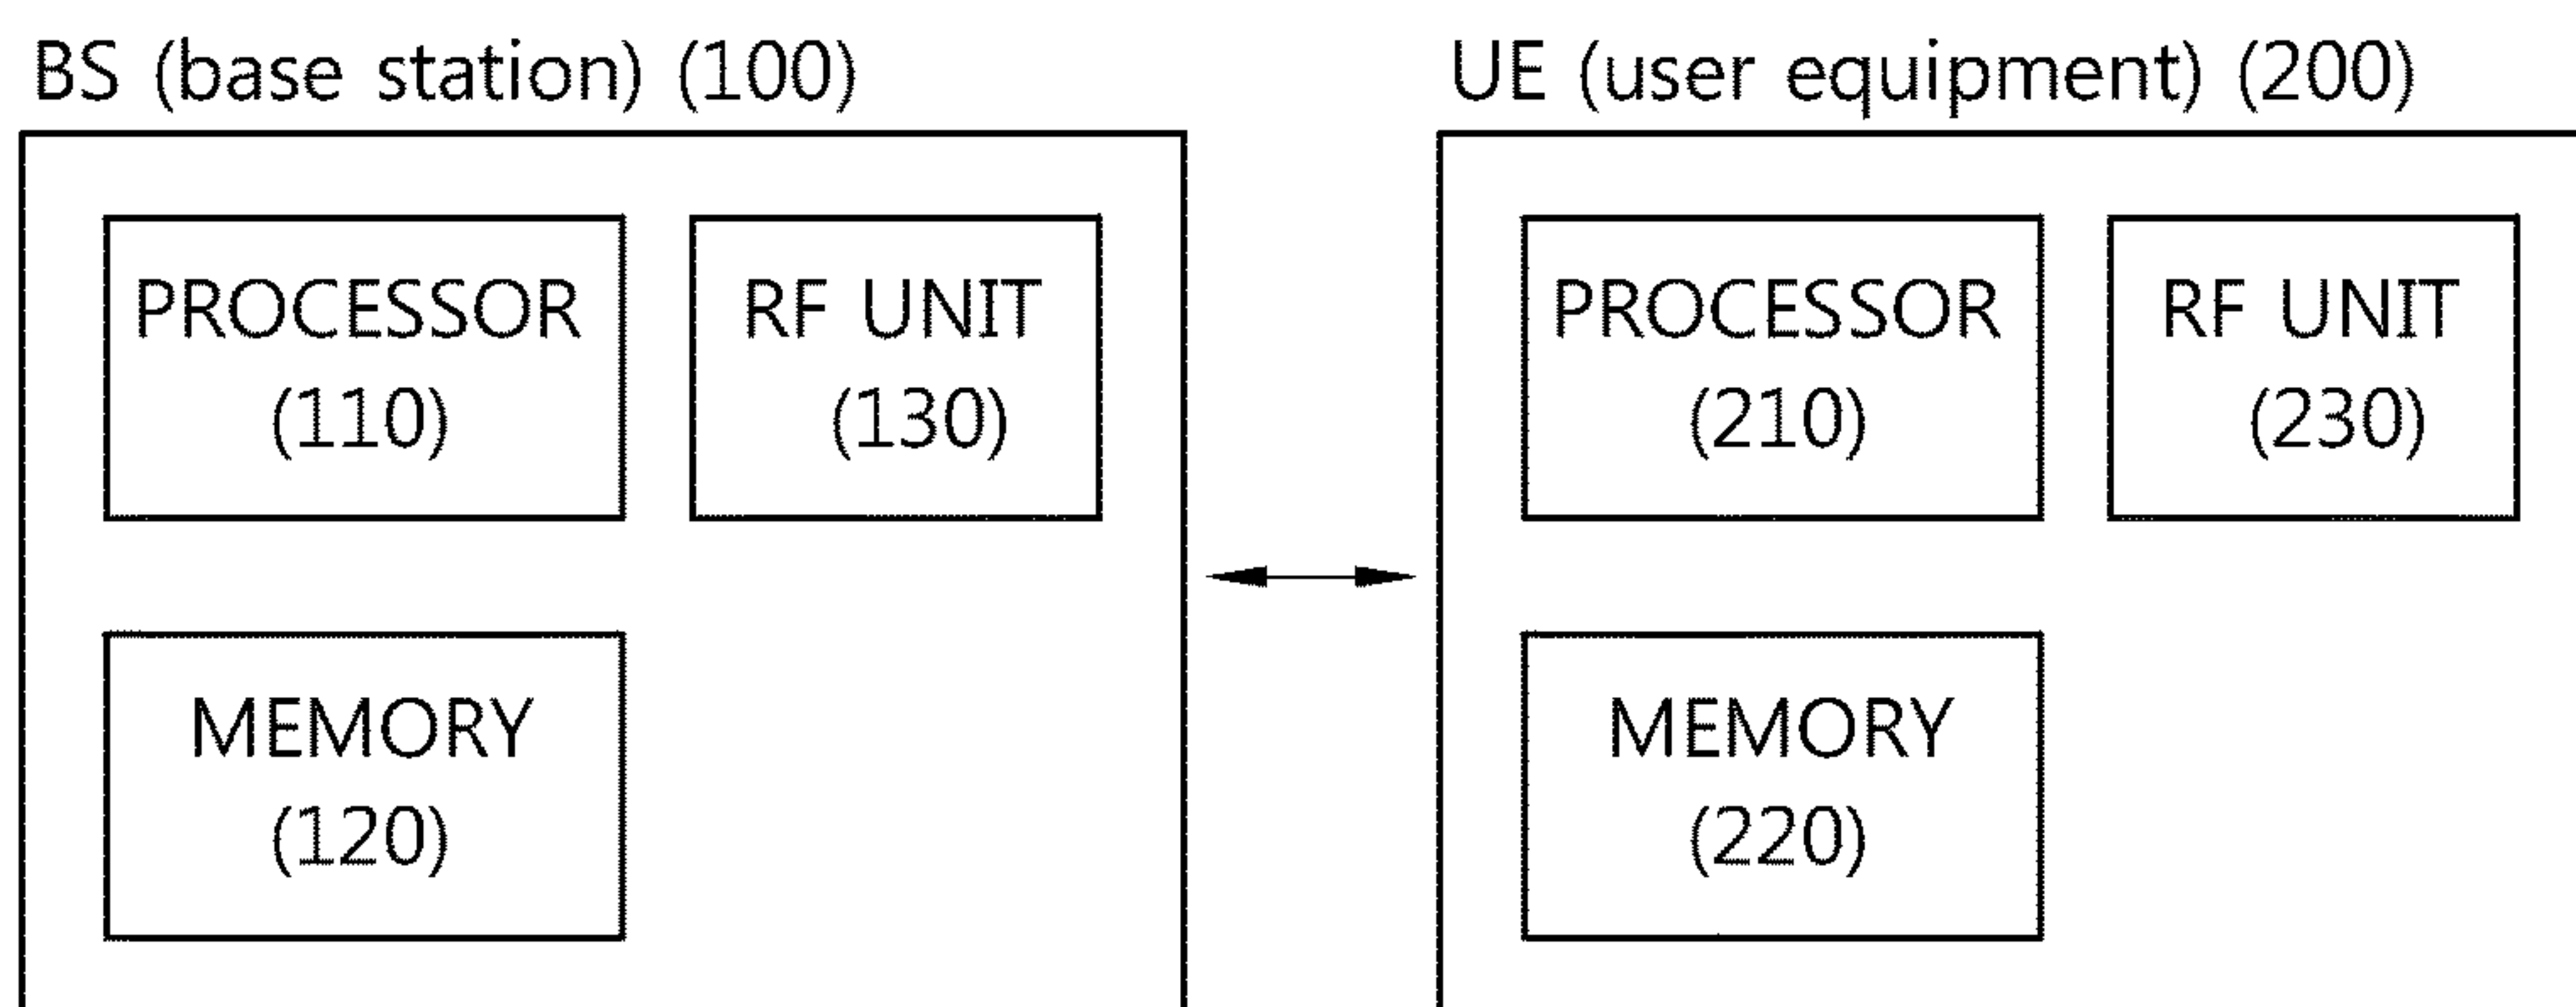 BS (base station) (100)
PROCESSOR
(110)
RF UNIT
(130)
MEMORY
(120)
UE (user equipment) (200)
PROCESSOR
(210)
RF UNIT
(230)
MEMORY
(220)